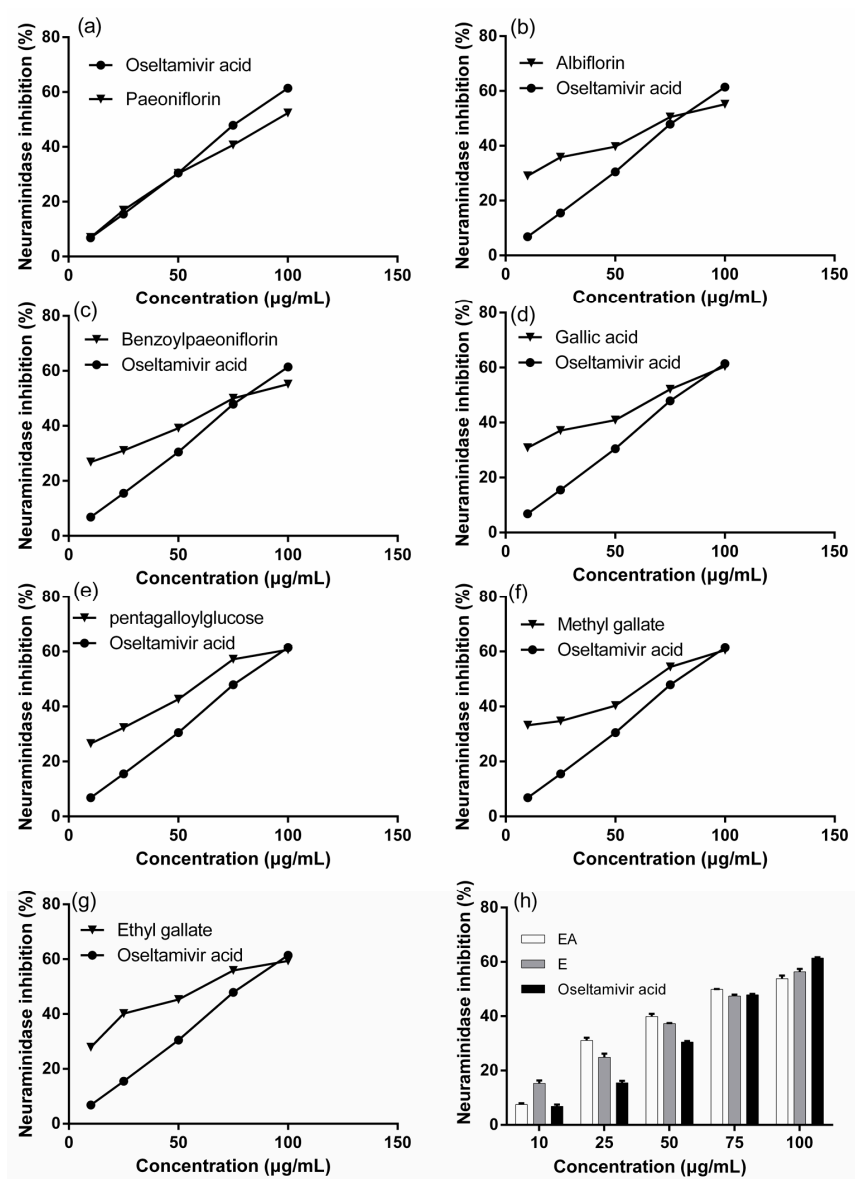 (a)
Neuraminidase inhibition (%)
80
60
40
20
0
Oseltamivir acid
Paeoniflorin
0 50 100 150
Concentration (µg/mL)
(b)
Neuraminidase inhibition (%)
80
60
40
20
0
Albiflorin
Oseltamivir acid
0 50 100 150
Concentration (µg/mL)
(c)
Neuraminidase inhibition (%)
80
60
40
20
0
Benzoylpaeoniflorin
Oseltamivir acid
0 50 100 150
Concentration (µg/mL)
(d)
Neuraminidase inhibition (%)
80
60
40
20
0
Gallic acid
Oseltamivir acid
0 50 100 150
Concentration (µg/mL)
(e)
Neuraminidase inhibition (%)
80
60
40
20
0
pentagalloylglucose
Oseltamivir acid
0 50 100 150
Concentration (µg/mL)
(f)
Neuraminidase inhibition (%)
80
60
40
20
0
Methyl gallate
Oseltamivir acid
0 50 100 150
Concentration (µg/mL)
(g)
Neuraminidase inhibition (%)
80
60
40
20
0
Ethyl gallate
Oseltamivir acid
0 50 100 150
Concentration (µg/mL)
(h)
Neuraminidase inhibition (%)
80
60
40
20
0
EA
E
Oseltamivir acid
10 25 50 75 100
Concentration (µg/mL)